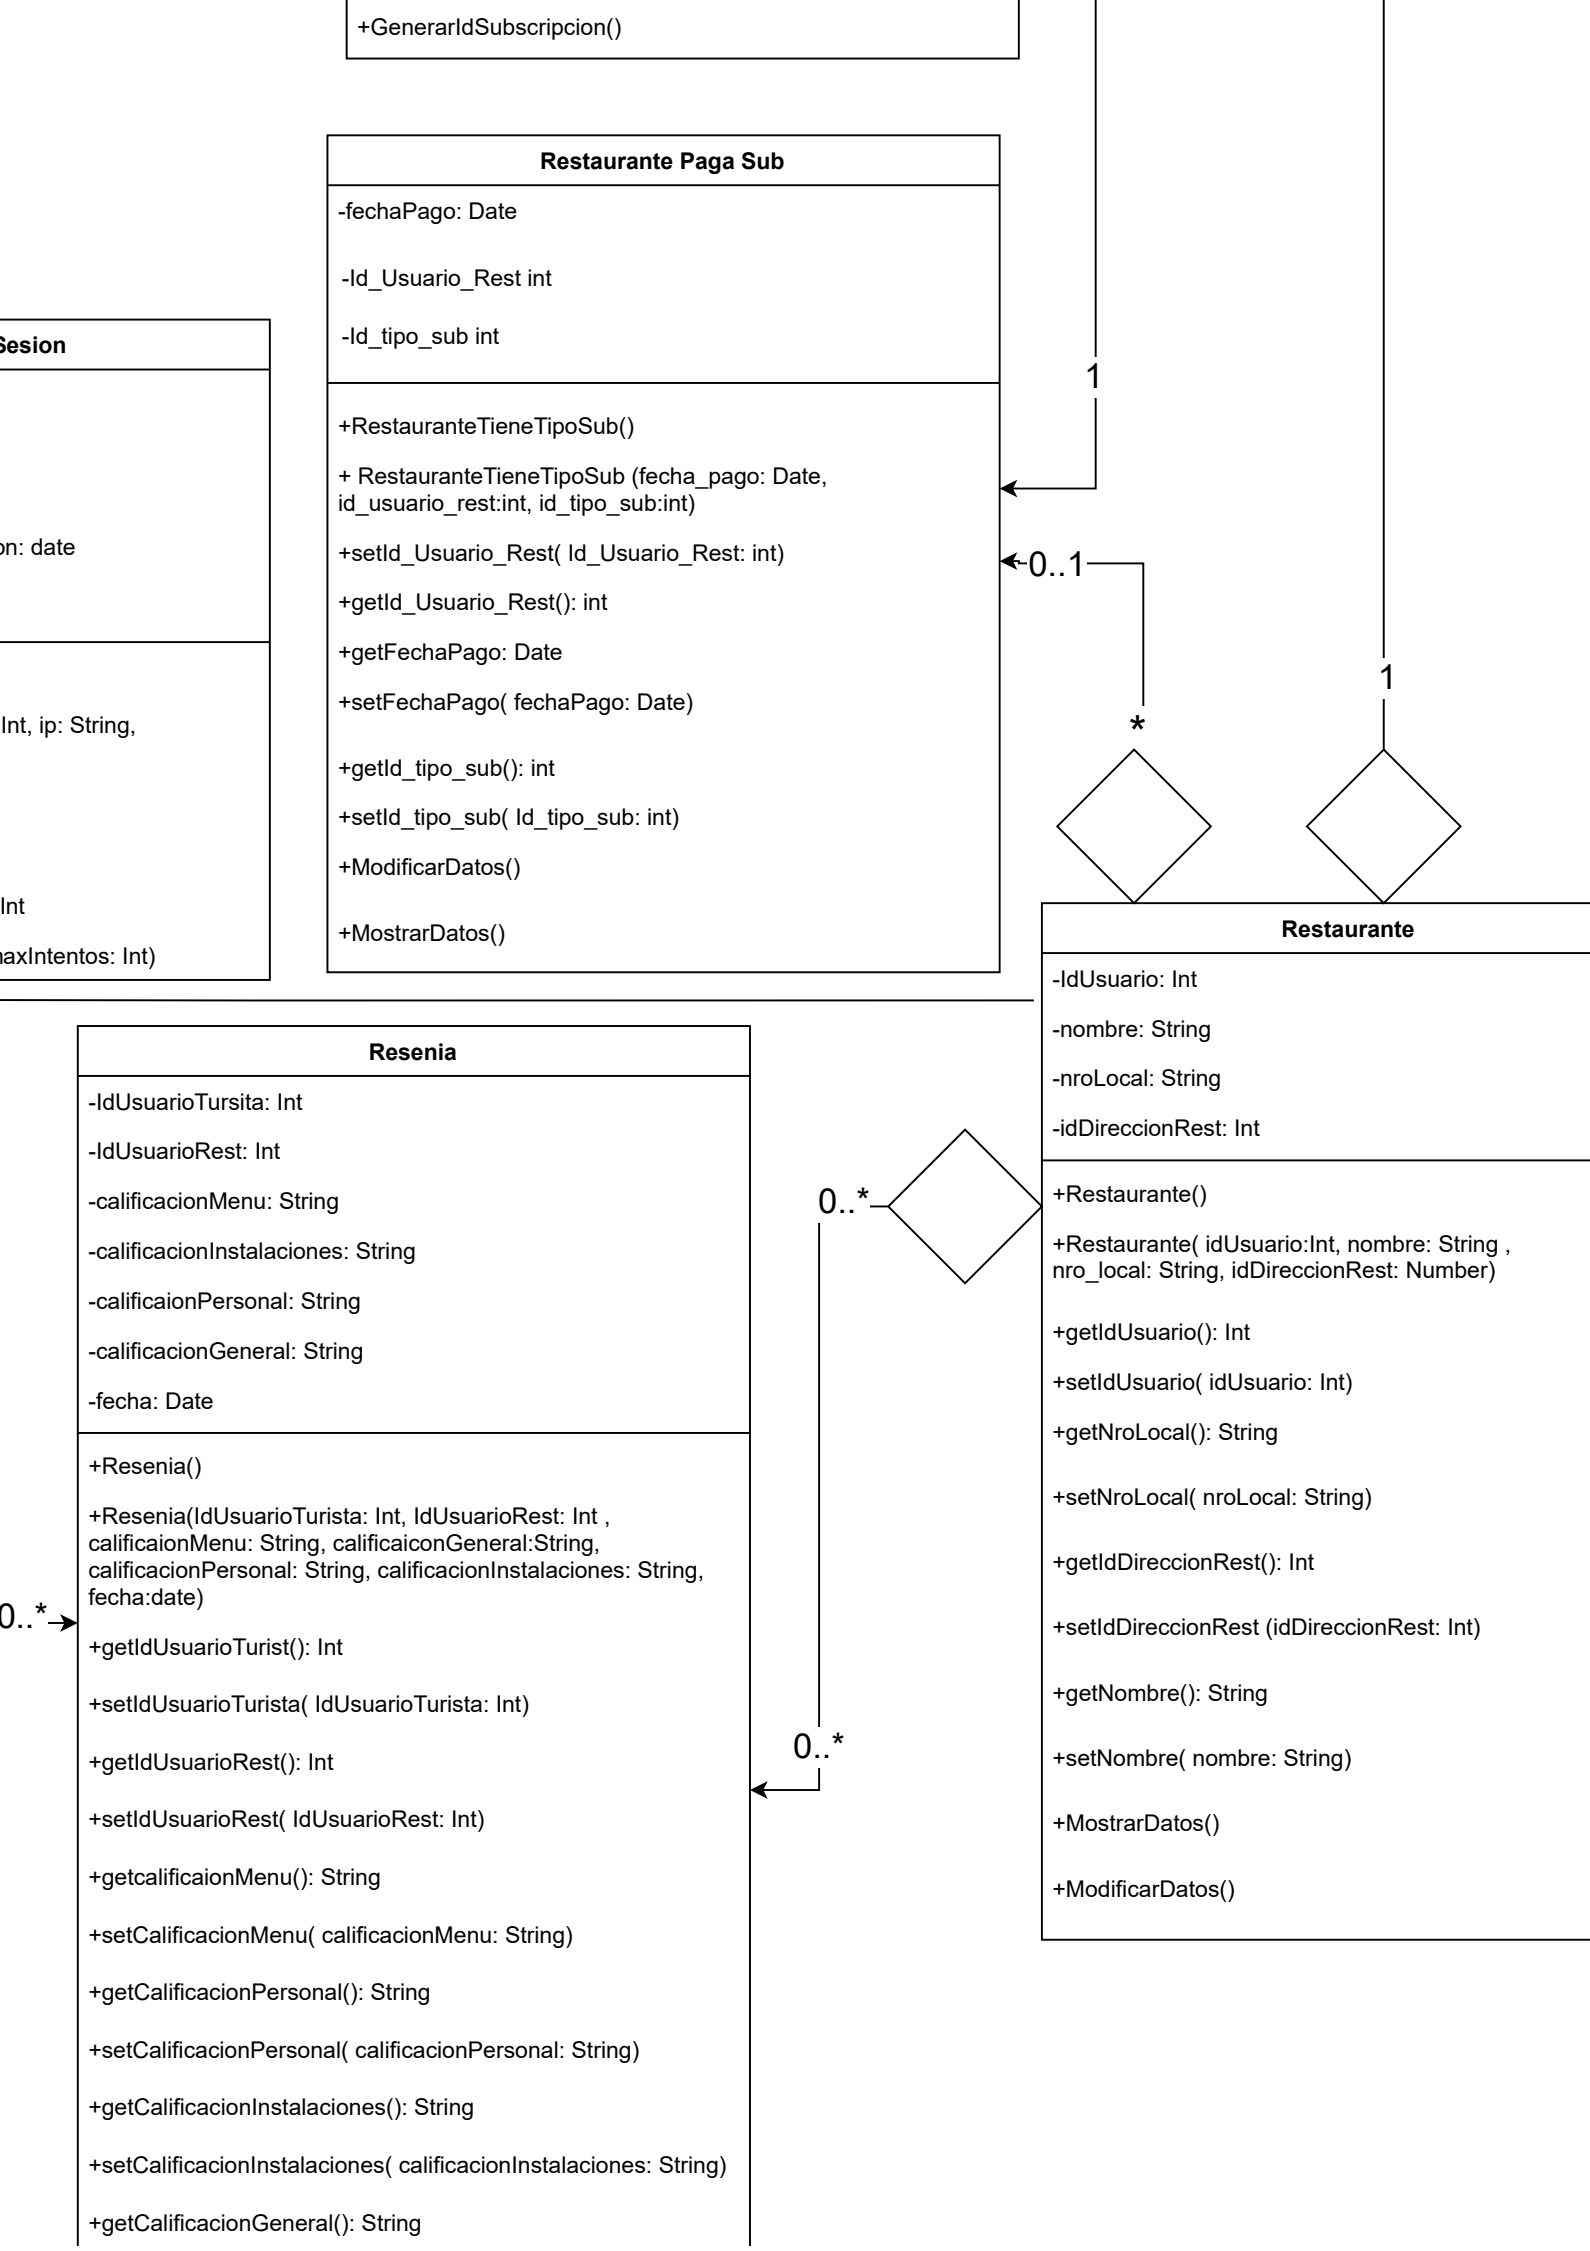 +GenerarIdSubscripcion()
Restaurante Paga Sub
-fechaPago: Date
-Id_Usuario_Rest int
-Id_tipo_sub int
+RestauranteTieneTipoSub()
+ RestauranteTieneTipoSub (fecha_pago: Date,
id_usuario_rest:int, id_tipo_sub:int)
+setId_Usuario_Rest( Id_Usuario_Rest: int)
+getId_Usuario_Rest(): int
+getFechaPago: Date
+setFechaPago( fechaPago: Date)
+getId_tipo_sub(): int
+setId_tipo_sub( Id_tipo_sub: int)
+ModificarDatos()
+MostrarDatos()
1
0..1
*
1
Sesion
on: date
Int, ip: String,
Int
naxIntentos: Int)
Restaurante
-IdUsuario: Int
-nombre: String
-nroLocal: String
-idDireccionRest: Int
+Restaurante()
+Restaurante( idUsuario:Int, nombre: String ,
nro_local: String, idDireccionRest: Number)
+getIdUsuario(): Int
+setIdUsuario( idUsuario: Int)
+getNroLocal(): String
+setNroLocal( nroLocal: String)
+getIdDireccionRest(): Int
+setIdDireccionRest (idDireccionRest: Int)
+getNombre(): String
+setNombre( nombre: String)
+MostrarDatos()
+ModificarDatos()
0..*
0..*
0..*
Resenia
-IdUsuarioTursita: Int
-IdUsuarioRest: Int
-calificacionMenu: String
-calificacionInstalaciones: String
-calificaionPersonal: String
-calificacionGeneral: String
-fecha: Date
+Resenia()
+Resenia(IdUsuarioTurista: Int, IdUsuarioRest: Int ,
calificaionMenu: String, calificaiconGeneral:String,
calificacionPersonal: String, calificacionInstalaciones: String,
fecha:date)
+getIdUsuarioTurist(): Int
+setIdUsuarioTurista( IdUsuarioTurista: Int)
+getIdUsuarioRest(): Int
+setIdUsuarioRest( IdUsuarioRest: Int)
+getcalificaionMenu(): String
+setCalificacionMenu( calificacionMenu: String)
+getCalificacionPersonal(): String
+setCalificacionPersonal( calificacionPersonal: String)
+getCalificacionInstalaciones(): String
+setCalificacionInstalaciones( calificacionInstalaciones: String)
+getCalificacionGeneral(): String